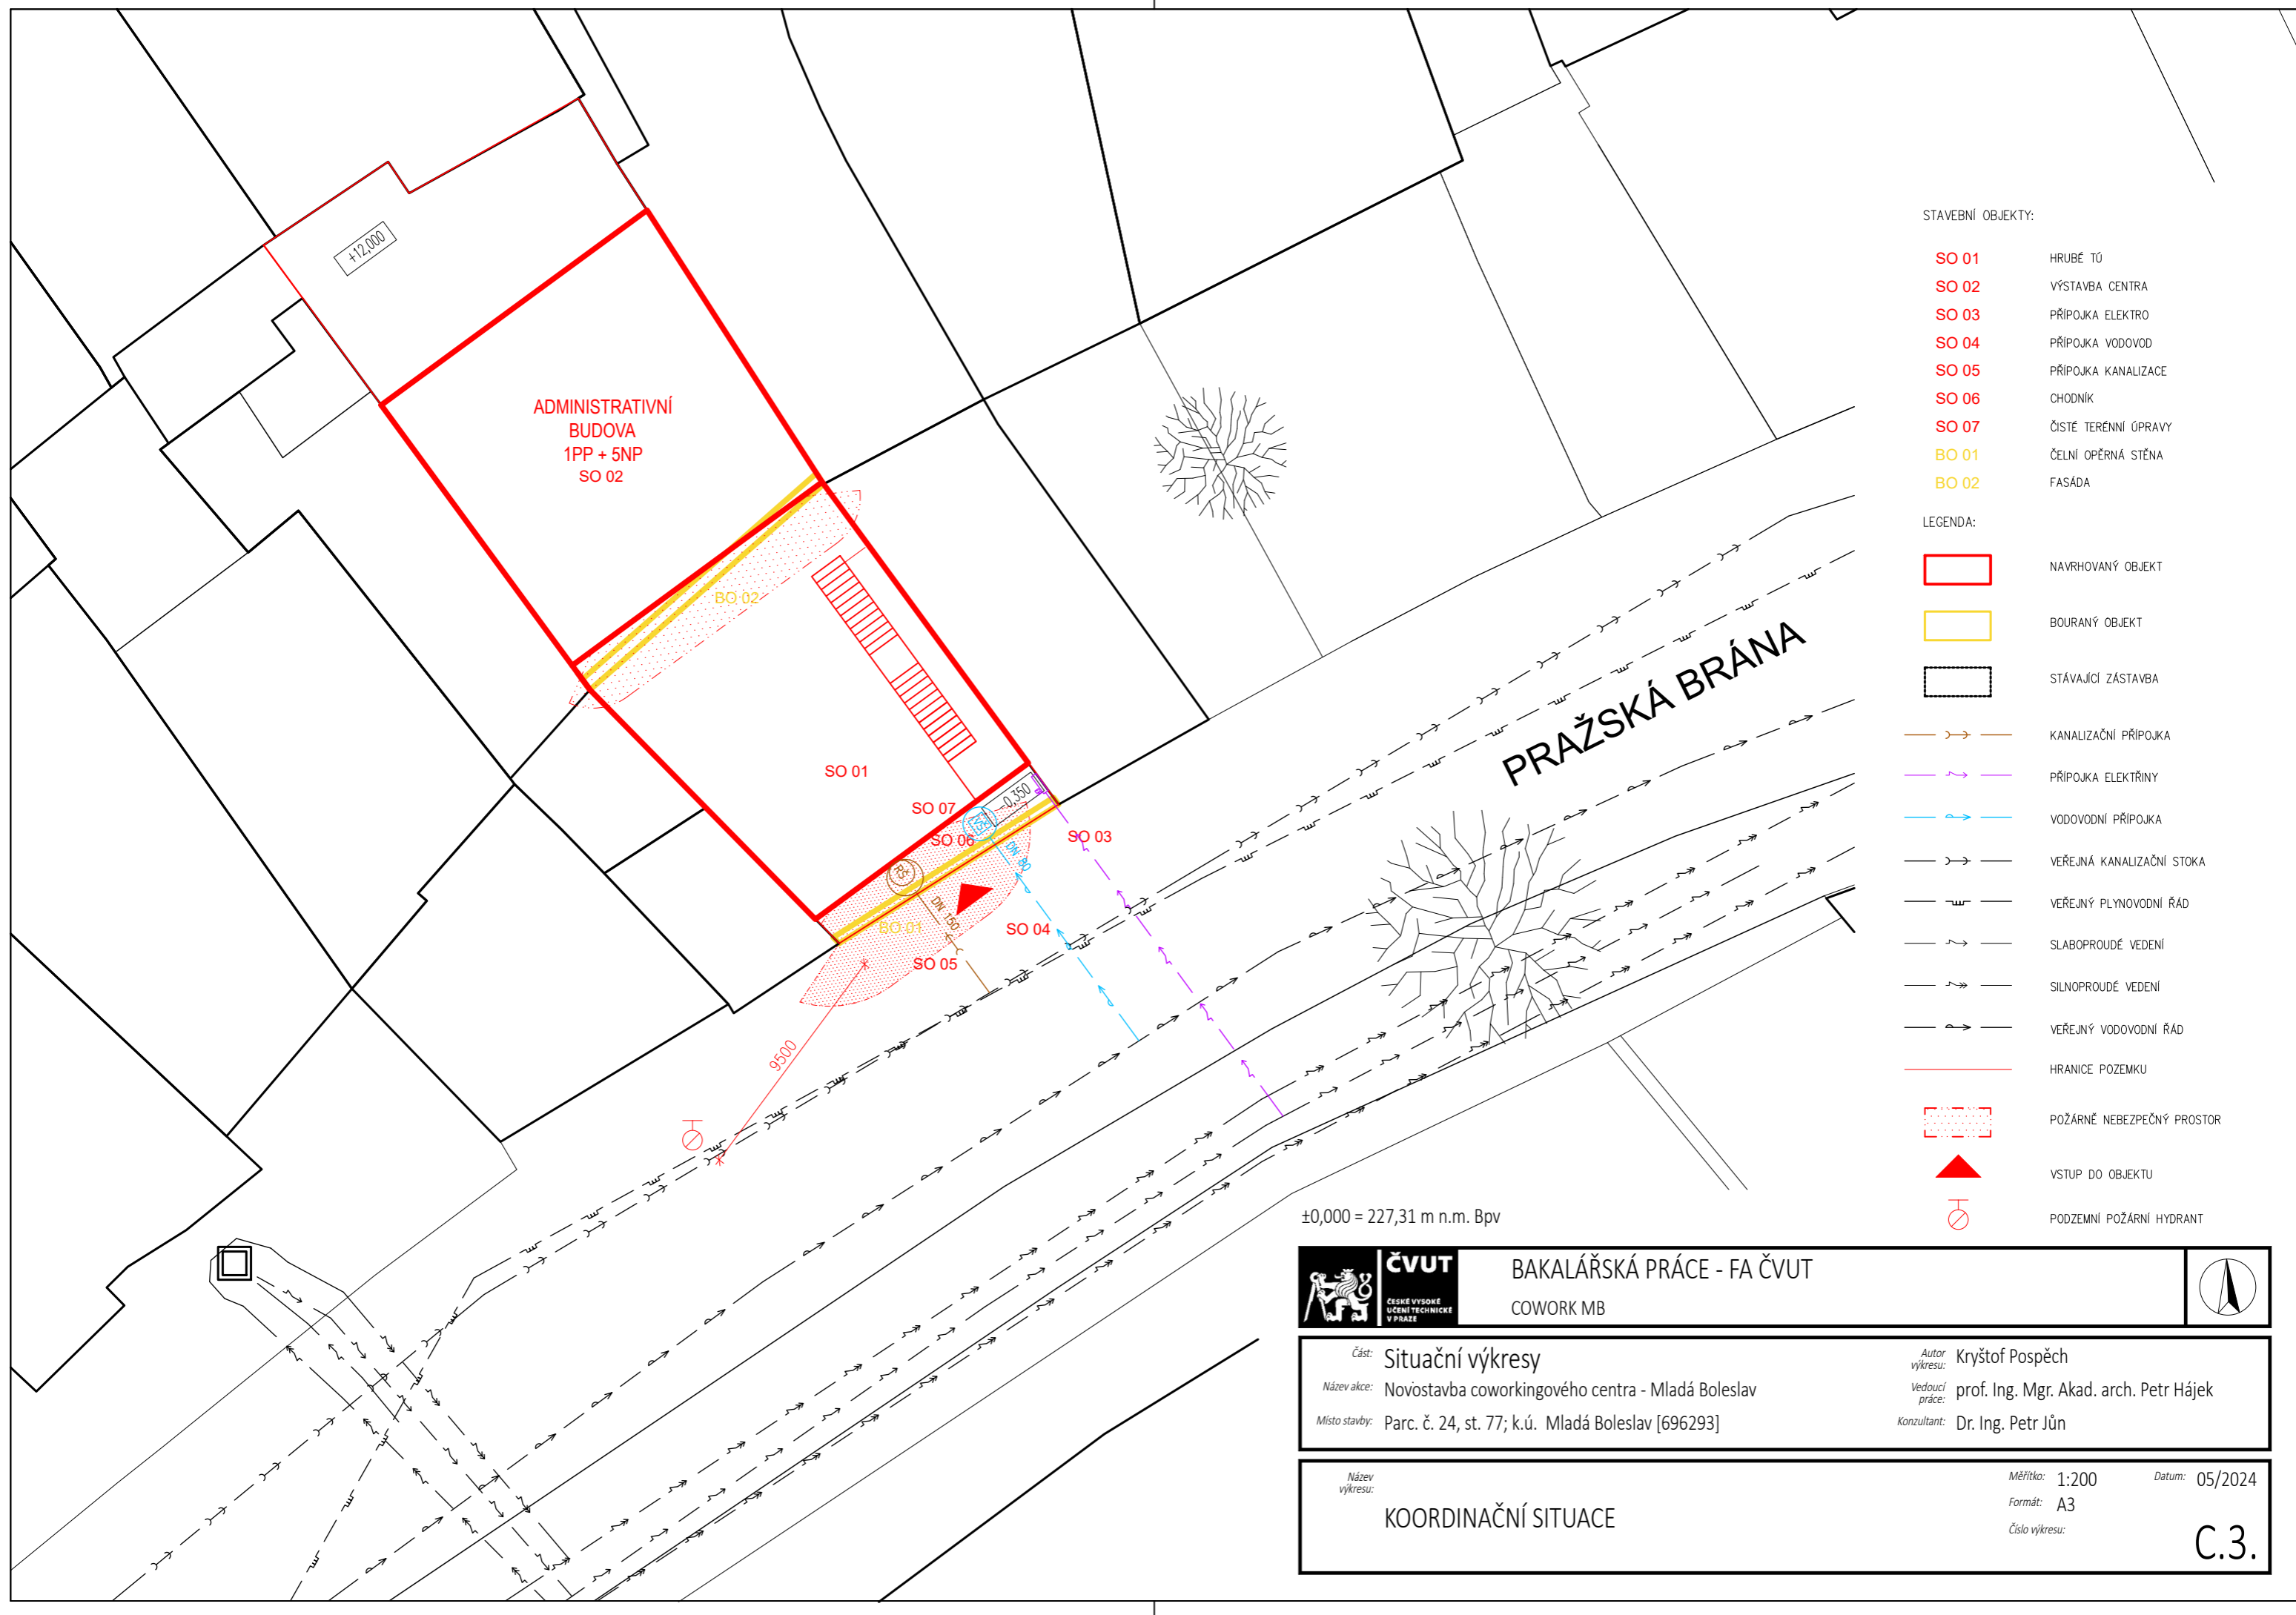 +12,000
ADMINISTRATIVNÍ
BUDOVA
1PP + 5NP
SO 02
BO 02
SO 01
SO 07
-0,350
VŠ
SO 06
SO 03
RŠ
DN 80
DN 150
BO 01
SO 04
SO 05
9500
PRAŽSKÁ BRÁNA
STAVEBNÍ OBJEKTY:
SO 01 HRUBÉ TÚ
SO 02 VÝSTAVBA CENTRA
SO 03 PŘÍPOJKA ELEKTRO
SO 04 PŘÍPOJKA VODOVOD
SO 05 PŘÍPOJKA KANALIZACE
SO 06 CHODNÍK
SO 07 ČISTÉ TERÉNNÍ ÚPRAVY
BO 01 ČELNÍ OPĚRNÁ STĚNA
BO 02 FASÁDA
LEGENDA:
NAVRHOVANÝ OBJEKT
BOURANÝ OBJEKT
STÁVAJÍCÍ ZÁSTAVBA
KANALIZAČNÍ PŘÍPOJKA
PŘÍPOJKA ELEKTŘINY
VODOVODNÍ PŘÍPOJKA
VEŘEJNÁ KANALIZAČNÍ STOKA
VEŘEJNÝ PLYNOVODNÍ ŘÁD
SLABOPROUDÉ VEDENÍ
SILNOPROUDÉ VEDENÍ
VEŘEJNÝ VODOVODNÍ ŘÁD
HRANICE POZEMKU
POŽÁRNĚ NEBEZPEČNÝ PROSTOR
VSTUP DO OBJEKTU
PODZEMNÍ POŽÁRNÍ HYDRANT
±0,000 = 227,31 m n.m. Bpv
ČVUT
ČESKÉ VYSOKÉ
UČENÍ TECHNICKÉ
V PRAZE
BAKALÁŘSKÁ PRÁCE - FA ČVUT
COWORK MB
Část: Situační výkresy
Název akce: Novostavba coworkingového centra - Mladá Boleslav
Místo stavby: Parc. č. 24, st. 77; k.ú. Mladá Boleslav [696293]
Autor výkresu: Kryštof Pospěch
Vedoucí práce: prof. Ing. Mgr. Akad. arch. Petr Hájek
Konzultant: Dr. Ing. Petr Jůn
Název výkresu:
KOORDINAČNÍ SITUACE
Měřítko: 1:200 Datum: 05/2024
Formát: A3
Číslo výkresu:
C.3.